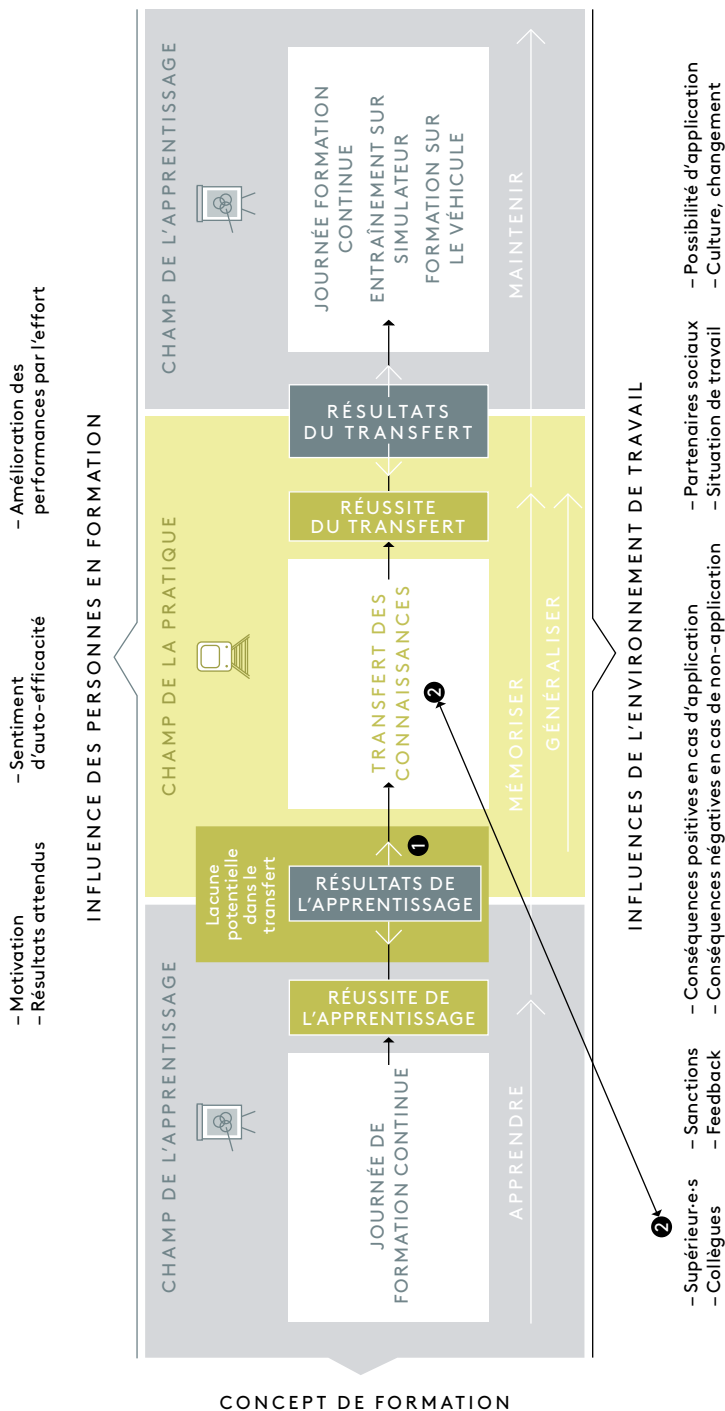 – Motivation
– Résultats attendus
– Sentiment
d'auto-efficacité
– Amélioration des
performances par l'effort
INFLUENCE DES PERSONNES EN FORMATION
CONCEPT DE FORMATION
CHAMP DE L'APPRENTISSAGE
JOURNÉE DE
FORMATION CONTINUE
RÉUSSITE DE
L'APPRENTISSAGE
APPRENDRE
Lacune
potentielle
dans le
transfert
RÉSULTATS DE
L'APPRENTISSAGE
1
CHAMP DE LA PRATIQUE
TRANSFERT DES
CONNAISSANCES
2
RÉUSSITE
DU TRANSFERT
MÉMORISER
GÉNÉRALISER
RÉSULTATS
DU TRANSFERT
CHAMP DE L'APPRENTISSAGE
JOURNÉE FORMATION
CONTINUE
ENTRAÎNEMENT SUR
SIMULATEUR
FORMATION SUR
LE VÉHICULE
MAINTENIR
INFLUENCES DE L'ENVIRONNEMENT DE TRAVAIL
2
– Supérieur·e·s
– Collègues
– Sanctions
– Feedback
– Conséquences positives en cas d'application
– Conséquences négatives en cas de non-application
– Partenaires sociaux
– Situation de travail
– Possibilité d'application
– Culture, changement